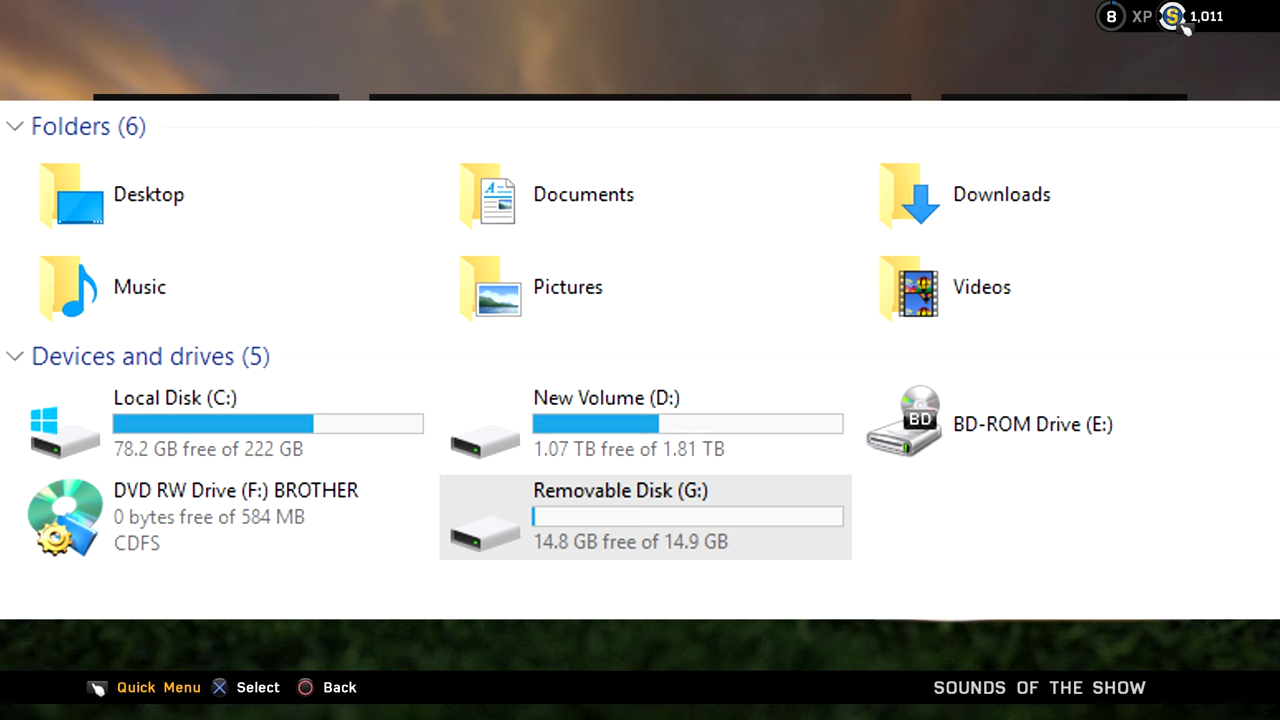 8 XP S 1,011
Folders (6)
Desktop
Documents
Downloads
Music
Pictures
Videos
Devices and drives (5)
Local Disk (C:)
78.2 GB free of 222 GB
New Volume (D:)
1.07 TB free of 1.81 TB
BD
BD-ROM Drive (E:)
DVD RW Drive (F:) BROTHER
0 bytes free of 584 MB
CDFS
Removable Disk (G:)
14.8 GB free of 14.9 GB
Quick Menu Select Back
SOUNDS OF THE SHOW